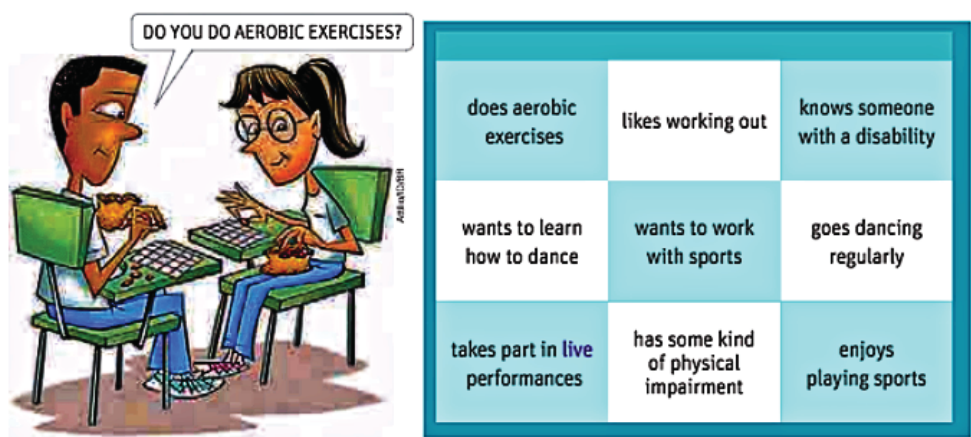 DO YOU DO AEROBIC EXERCISES?
does aerobic
exercises
likes working out
knows someone
with a disability
wants to learn
how to dance
wants to work
with sports
goes dancing
regularly
takes part in live
performances
has some kind
of physical
impairment
enjoys
playing sports